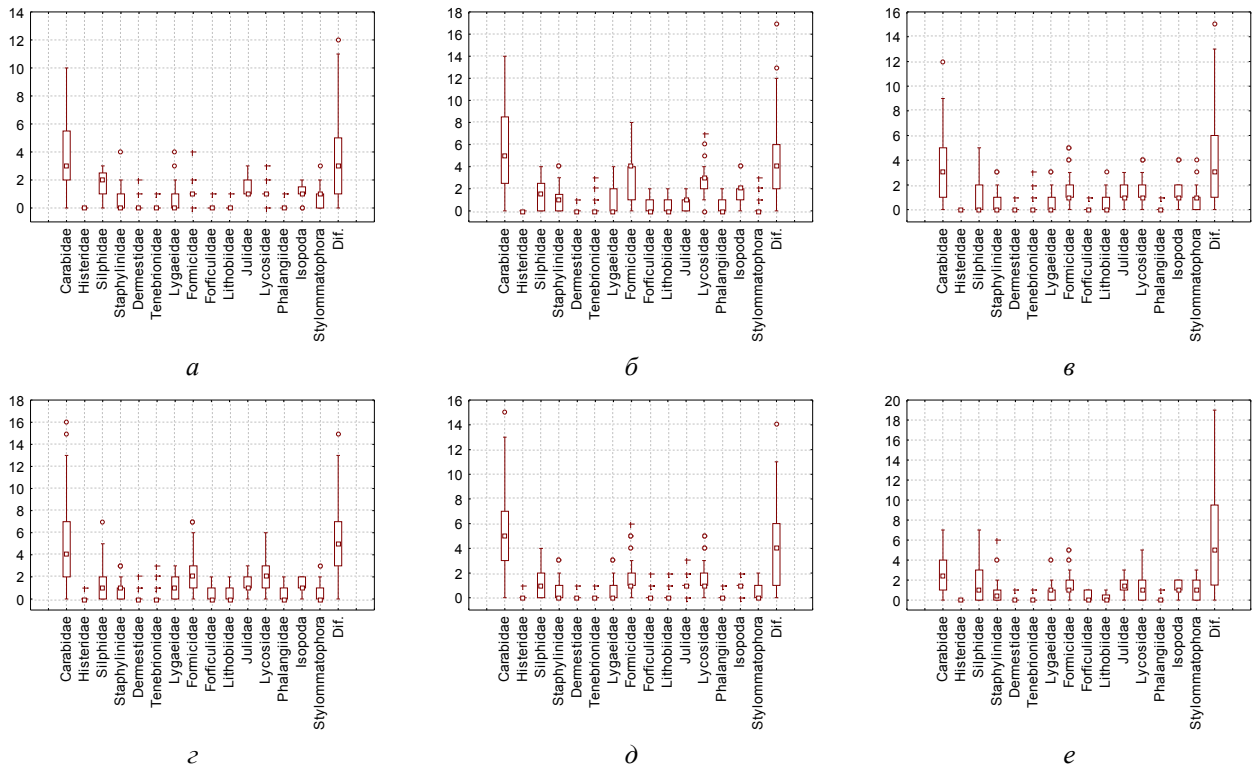 14
12
10
8
6
4
2
0
Carabidae
Histeridae
Silphidae
Staphylinidae
Dermestidae
Tenebrionidae
Lygaeidae
Formicidae
Forficulidae
Lithobiidae
Julidae
Lycosidae
Phalangiidae
Isopoda
Stylommatophora
Dif.
а
18
16
14
12
10
8
6
4
2
0
Carabidae
Histeridae
Silphidae
Staphylinidae
Dermestidae
Tenebrionidae
Lygaeidae
Formicidae
Forficulidae
Lithobiidae
Julidae
Lycosidae
Phalangiidae
Isopoda
Stylommatophora
Dif.
б
16
14
12
10
8
6
4
2
0
Carabidae
Histeridae
Silphidae
Staphylinidae
Dermestidae
Tenebrionidae
Lygaeidae
Formicidae
Forficulidae
Lithobiidae
Julidae
Lycosidae
Phalangiidae
Isopoda
Stylommatophora
Dif.
в
18
16
14
12
10
8
6
4
2
0
Carabidae
Histeridae
Silphidae
Staphylinidae
Dermestidae
Tenebrionidae
Lygaeidae
Formicidae
Forficulidae
Lithobiidae
Julidae
Lycosidae
Phalangiidae
Isopoda
Stylommatophora
Dif.
г
16
14
12
10
8
6
4
2
0
Carabidae
Histeridae
Silphidae
Staphylinidae
Dermestidae
Tenebrionidae
Lygaeidae
Formicidae
Forficulidae
Lithobiidae
Julidae
Lycosidae
Phalangiidae
Isopoda
Stylommatophora
Dif.
д
20
18
16
14
12
10
8
6
4
2
0
Carabidae
Histeridae
Silphidae
Staphylinidae
Dermestidae
Tenebrionidae
Lygaeidae
Formicidae
Forficulidae
Lithobiidae
Julidae
Lycosidae
Phalangiidae
Isopoda
Stylommatophora
Dif.
е